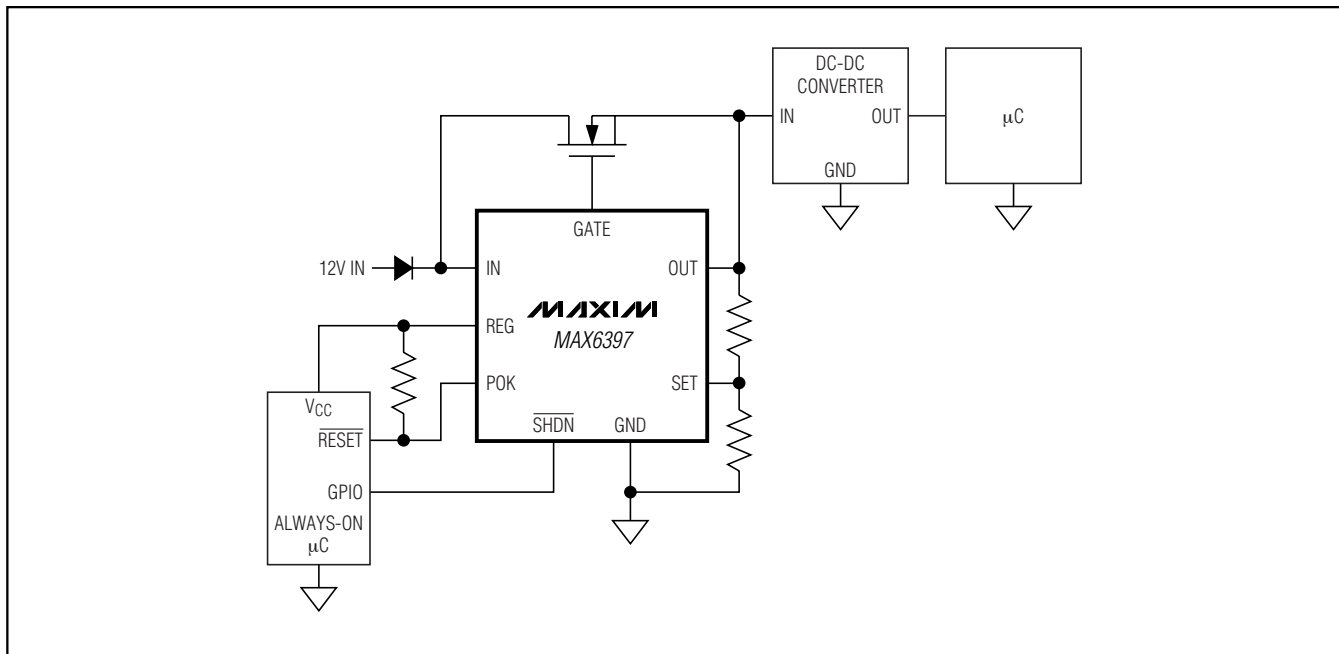 DC-DC
CONVERTER
IN
OUT
GND
μC
GATE
12V IN
IN
OUT
MAXIM
MAX6397
REG
POK
SET
SHDN
GND
VCC
RESET
GPIO
ALWAYS-ON
μC